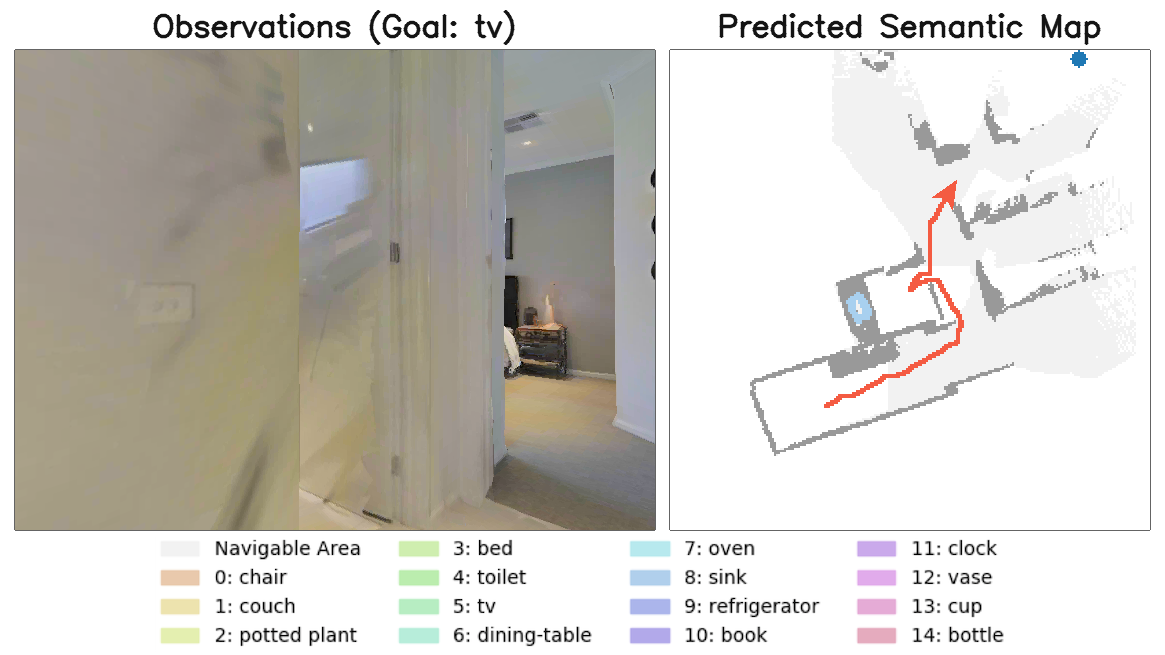 Observations (Goal: tv)
Predicted Semantic Map
Navigable Area
0: chair
1: couch
2: potted plant
3: bed
4: toilet
5: tv
6: dining-table
7: oven
8: sink
9: refrigerator
10: book
11: clock
12: vase
13: cup
14: bottle